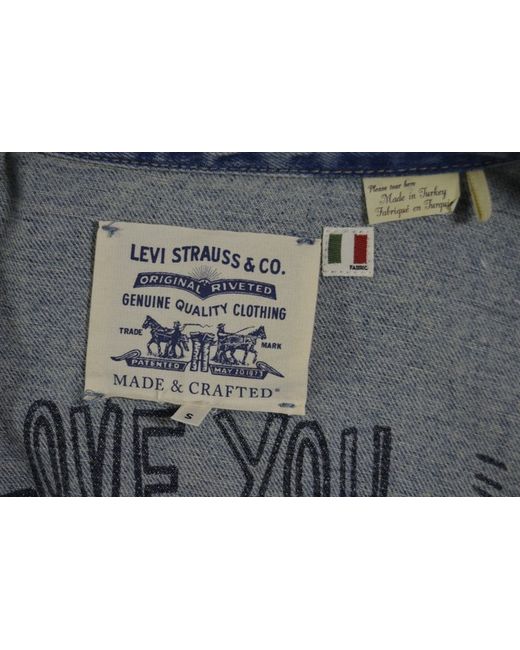 Please tear here
Made in Turkey
Fabriqué en Turquie
LEVI STRAUSS & CO.
ORIGINAL RIVETED
GENUINE QUALITY CLOTHING
TRADE MARK
PATENTED MAY 20 1873
MADE & CRAFTED®
FABRIC
S
LOVE YOU